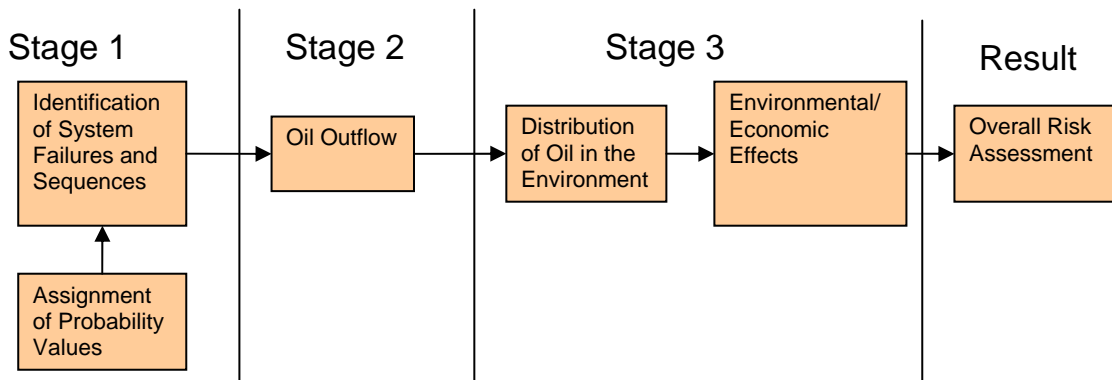 Stage 1
Identification
of System
Failures and
Sequences
Assignment
of Probability
Values
Stage 2
Oil Outflow
Stage 3
Distribution
of Oil in the
Environment
Environmental/
Economic
Effects
Result
Overall Risk
Assessment